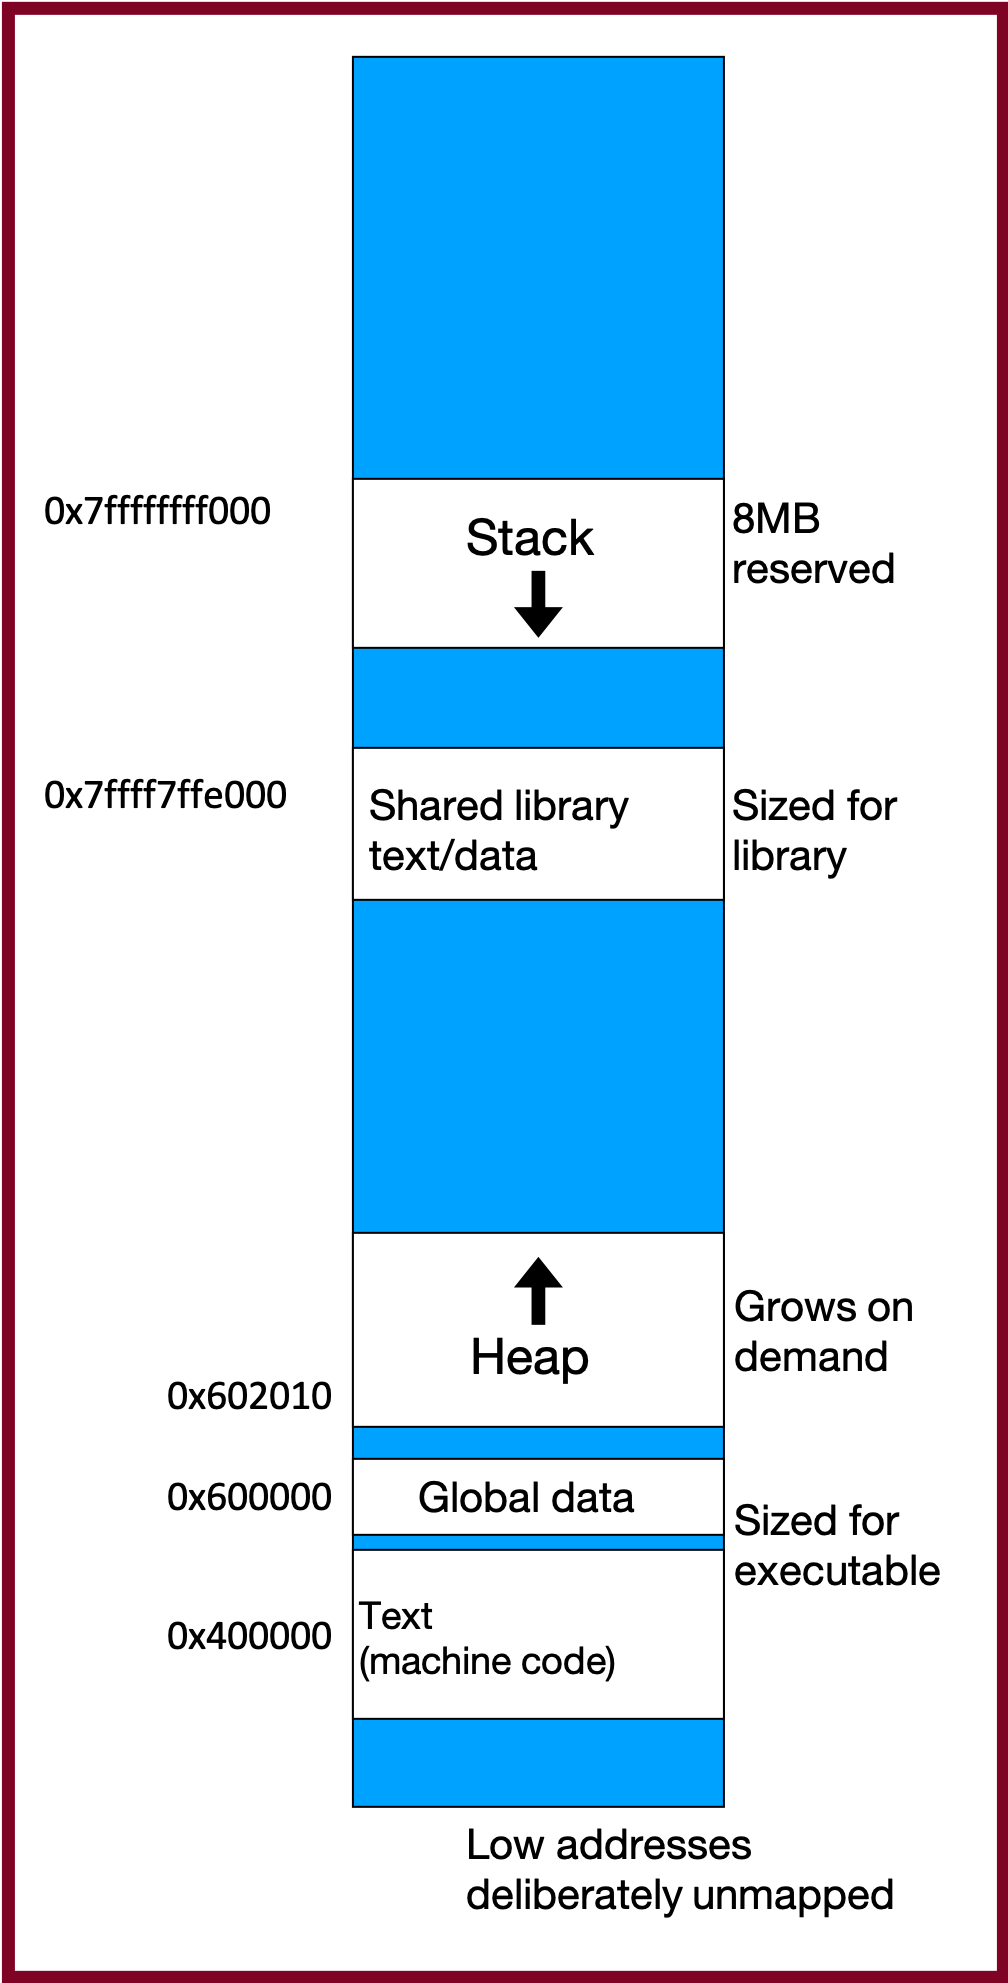 0x7ffffffff000
Stack
8MB
reserved
0x7ffff7ffe000
Shared library
text/data
Sized for
library
Heap
Grows on
demand
0x602010
0x600000
Global data
Sized for
executable
0x400000
Text
(machine code)
Low addresses
deliberately unmapped